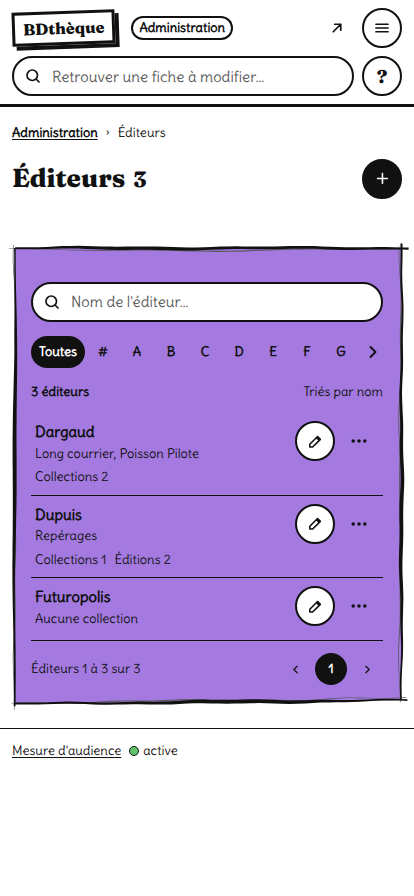 BDthèque Administration
Retrouver une fiche à modifier... ?
Administration › Éditeurs
Éditeurs 3
+
Nom de l'éditeur...
Toutes # A B C D E F G
3 éditeurs Triés par nom
Dargaud
Long courrier, Poisson Pilote
Collections 2
Dupuis
Repérages
Collections 1 Éditions 2
Futuropolis
Aucune collection
Éditeurs 1 à 3 sur 3 ‹ 1 ›
Mesure d'audience active